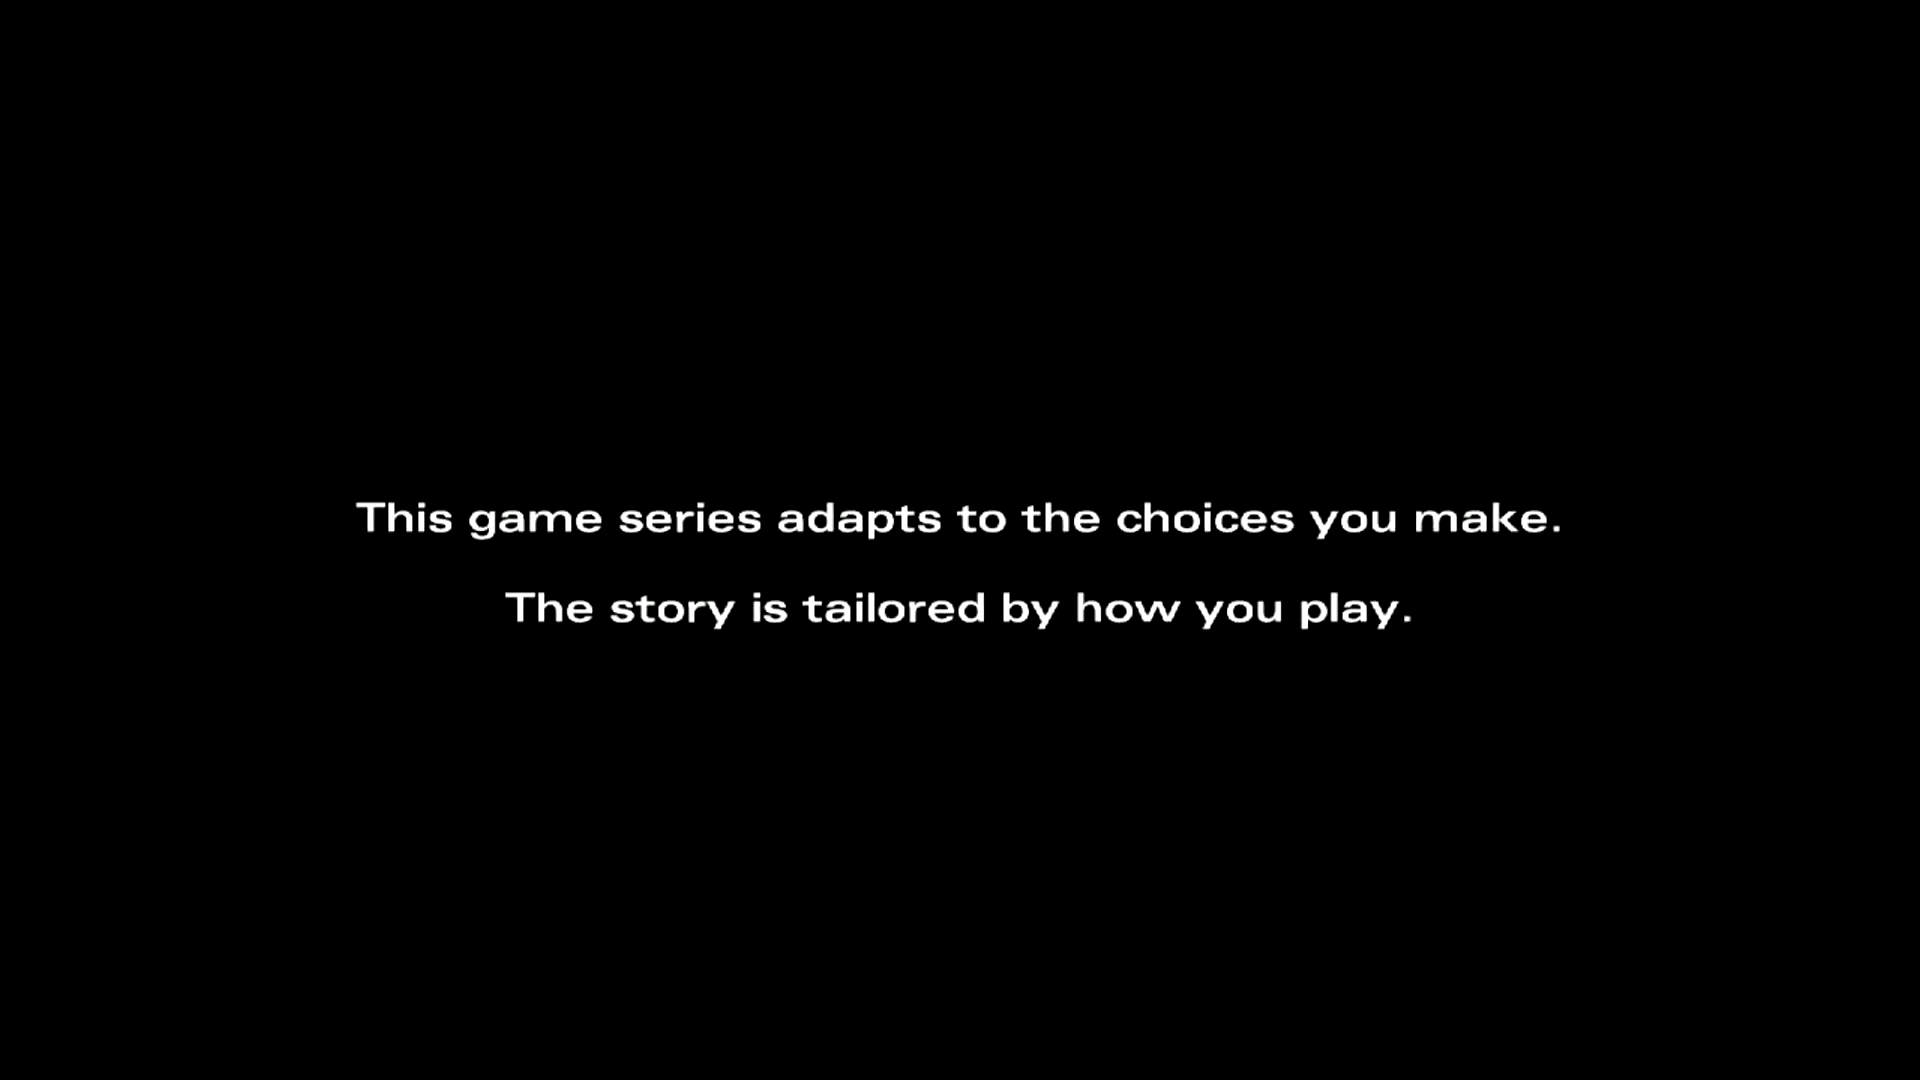 This game series adapts to the choices you make.
The story is tailored by how you play.